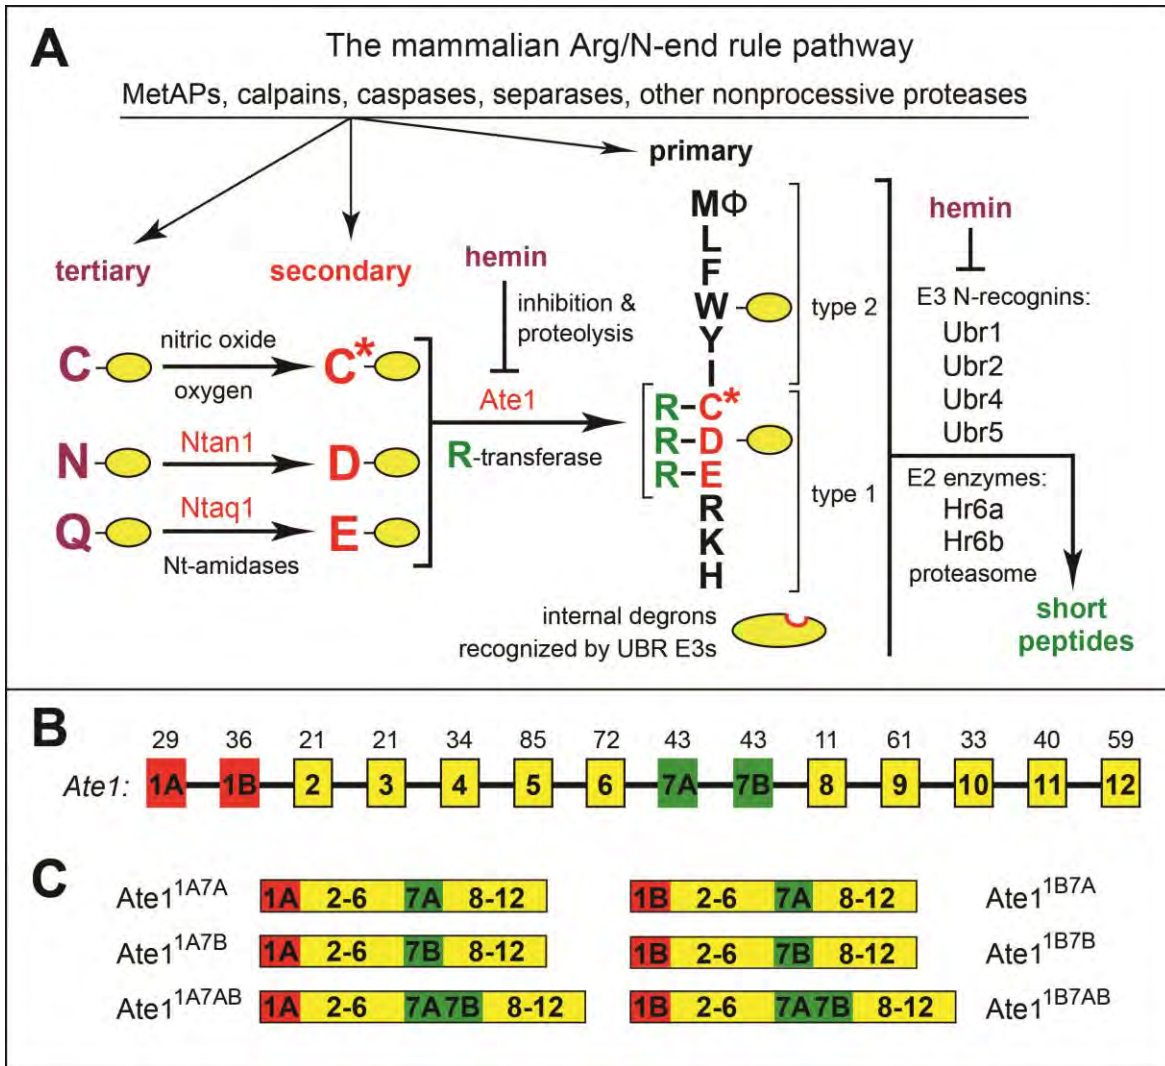 A
The mammalian Arg/N-end rule pathway
MetAPs, calpains, caspases, separases, other nonprocessive proteases
primary
tertiary
secondary
hemin
inhibition &
proteolysis
Ate1
R-transferase
C
nitric oxide
oxygen
C*
N
Ntan1
D
Q
Ntaq1
E
Nt-amidases
MΦ
L
F
W
Y
I
R-C*
R-D
R-E
R
K
H
type 2
type 1
internal degrons
recognized by UBR E3s
hemin
E3 N-recognins:
Ubr1
Ubr2
Ubr4
Ubr5
E2 enzymes:
Hr6a
Hr6b
proteasome
short
peptides
B
29 36 21 21 34 85 72 43 43 11 61 33 40 59
Ate1: 1A 1B 2 3 4 5 6 7A 7B 8 9 10 11 12
C
Ate1^1A7A 1A 2-6 7A 8-12 1B 2-6 7A 8-12 Ate1^1B7A
Ate1^1A7B 1A 2-6 7B 8-12 1B 2-6 7B 8-12 Ate1^1B7B
Ate1^1A7AB 1A 2-6 7A7B 8-12 1B 2-6 7A7B 8-12 Ate1^1B7AB